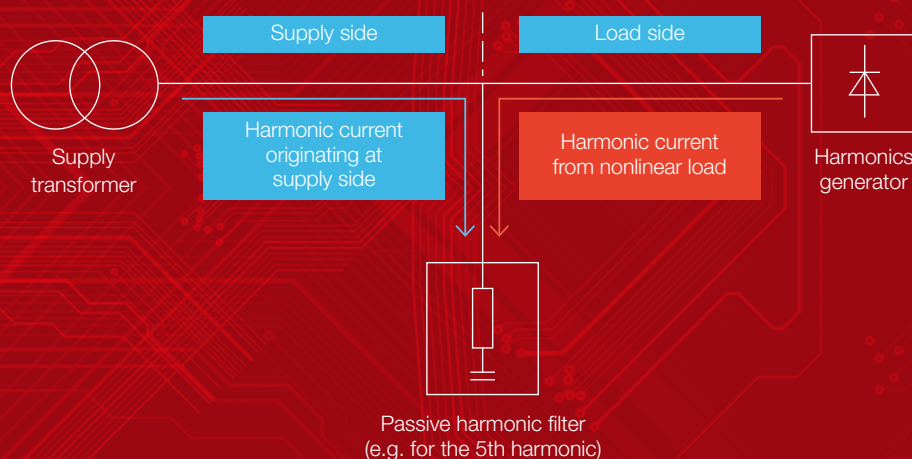 Supply side
Load side
Harmonic current
originating at
supply side
Harmonic current
from nonlinear load
Supply
transformer
Harmonics
generator
Passive harmonic filter
(e.g. for the 5th harmonic)